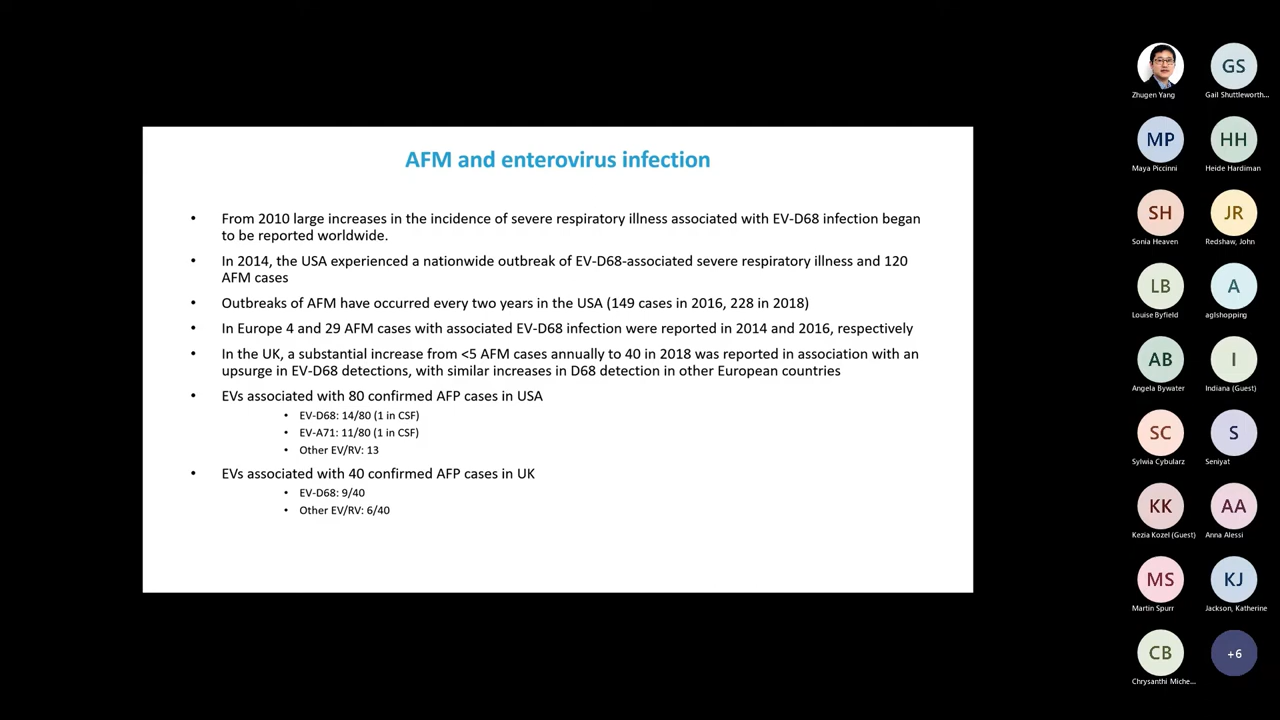 AFM and enterovirus infection
• From 2010 large increases in the incidence of severe respiratory illness associated with EV-D68 infection began
to be reported worldwide.
• In 2014, the USA experienced a nationwide outbreak of EV-D68-associated severe respiratory illness and 120
AFM cases
• Outbreaks of AFM have occurred every two years in the USA (149 cases in 2016, 228 in 2018)
• In Europe 4 and 29 AFM cases with associated EV-D68 infection were reported in 2014 and 2016, respectively
• In the UK, a substantial increase from <5 AFM cases annually to 40 in 2018 was reported in association with an
upsurge in EV-D68 detections, with similar increases in D68 detection in other European countries
• EVs associated with 80 confirmed AFP cases in USA
• EV-D68: 14/80 (1 in CSF)
• EV-A71: 11/80 (1 in CSF)
• Other EV/RV: 13
• EVs associated with 40 confirmed AFP cases in UK
• EV-D68: 9/40
• Other EV/RV: 6/40
GS
Zhugen Yang
Gail Shuttleworth...
MP
HH
Maya Piccinni
Heide Hardiman
SH
JR
Sonia Heaven
Redshaw, John
LB
A
Louise Byfield
aglshopping
AB
I
Angela Bywater
Indiana (Guest)
SC
S
Sylwia Cybularz
Seniyat
KK
AA
Kezia Kozel (Guest)
Anna Alessi
MS
KJ
Martin Spurr
Jackson, Katherine
CB
+6
Chrysanthi Miche...